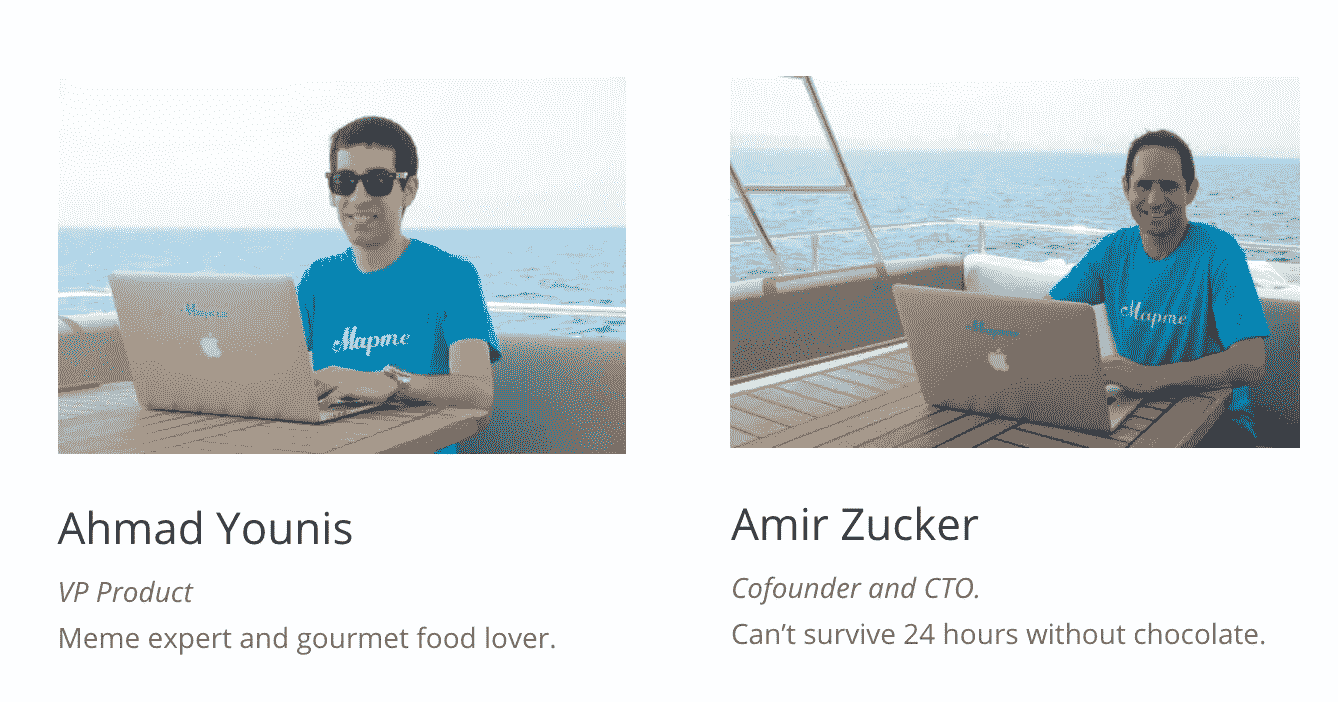 Mapme
Mapme
Mapme
Mapme
Ahmad Younis
VP Product
Meme expert and gourmet food lover.
Amir Zucker
Cofounder and CTO.
Can’t survive 24 hours without chocolate.